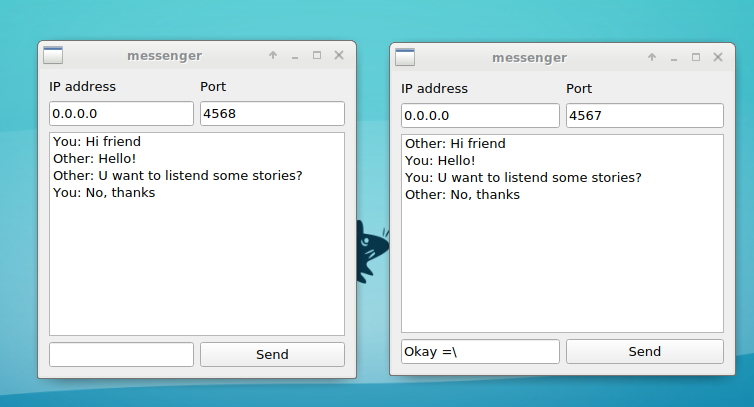 messenger
IP address Port
0.0.0.0 4568
You: Hi friend
Other: Hello!
Other: U want to listend some stories?
You: No, thanks
Send
messenger
IP address Port
0.0.0.0 4567
Other: Hi friend
You: Hello!
You: U want to listend some stories?
Other: No, thanks
Okay =\ Send